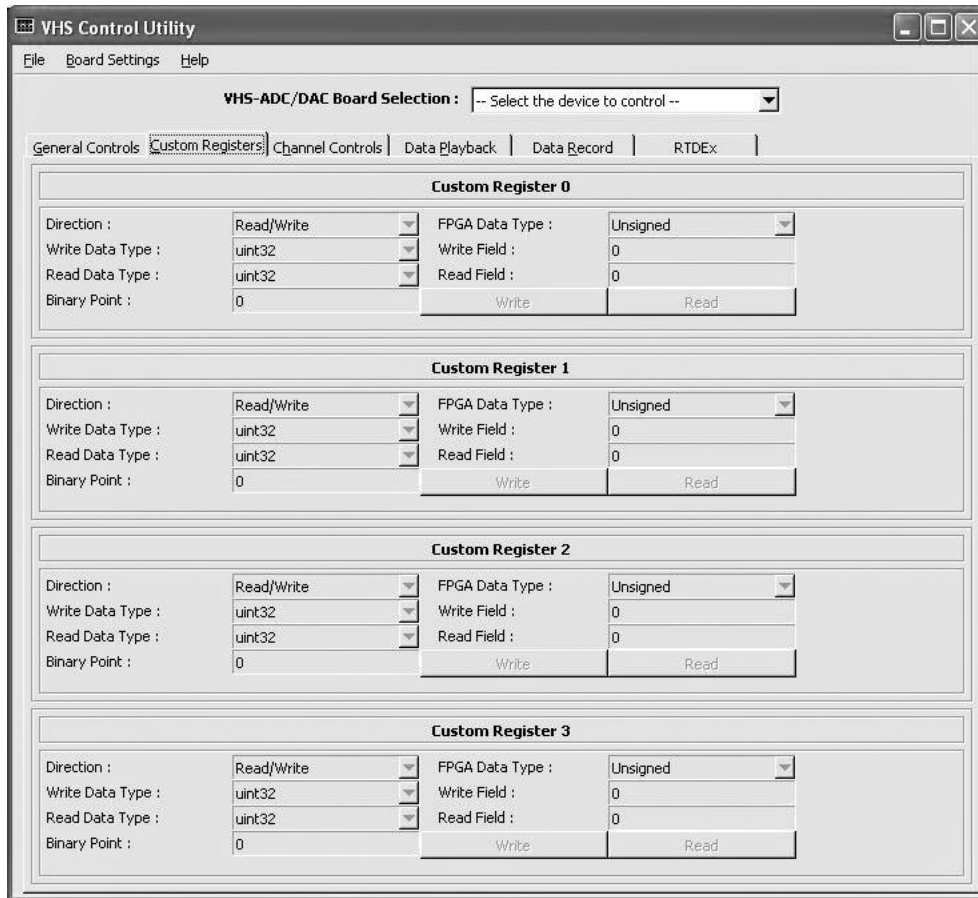 VHS Control Utility
File Board Settings Help
VHS-ADC/DAC Board Selection : -- Select the device to control --
General Controls Custom Registers Channel Controls Data Playback Data Record RTDEx
Custom Register 0
Direction : Read/Write FPGA Data Type : Unsigned
Write Data Type : uint32 Write Field : 0
Read Data Type : uint32 Read Field : 0
Binary Point : 0 Write Read
Custom Register 1
Direction : Read/Write FPGA Data Type : Unsigned
Write Data Type : uint32 Write Field : 0
Read Data Type : uint32 Read Field : 0
Binary Point : 0 Write Read
Custom Register 2
Direction : Read/Write FPGA Data Type : Unsigned
Write Data Type : uint32 Write Field : 0
Read Data Type : uint32 Read Field : 0
Binary Point : 0 Write Read
Custom Register 3
Direction : Read/Write FPGA Data Type : Unsigned
Write Data Type : uint32 Write Field : 0
Read Data Type : uint32 Read Field : 0
Binary Point : 0 Write Read